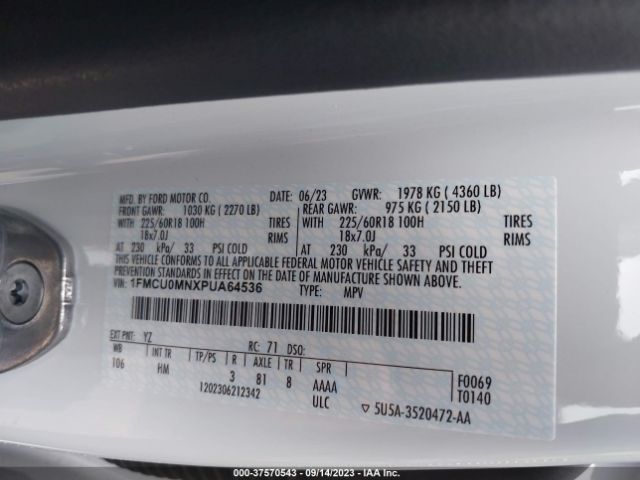 MFD. BY FORD MOTOR CO.
DATE: 06/23 GVWR: 1978 KG ( 4360 LB)
FRONT GAWR: 1030 KG ( 2270 LB)
REAR GAWR: 975 KG ( 2150 LB)
WITH 225/60R18 100H TIRES
WITH 225/60R18 100H TIRES
18x7.0J RIMS
18x7.0J RIMS
AT 230 kPa/ 33 PSI COLD
AT 230 kPa/ 33 PSI COLD
THIS VEHICLE CONFORMS TO ALL APPLICABLE FEDERAL MOTOR VEHICLE SAFETY AND THEFT
PREVENTION STANDARDS IN EFFECT ON THE DATE OF MANUFACTURE SHOWN ABOVE.
VIN: 1FMCU0MNXPUA64536
TYPE: MPV
EXT PNT: YZ RC: 71 DSO:
WB INT TR TP/PS R AXLE TR SPR
106 HM 3 81 8 AAAA
F0069
T0140
1202306212342 ULC
▽ 5U5A-3520472-AA
000-37570543 / 09/14/2023 / IAAI.COM